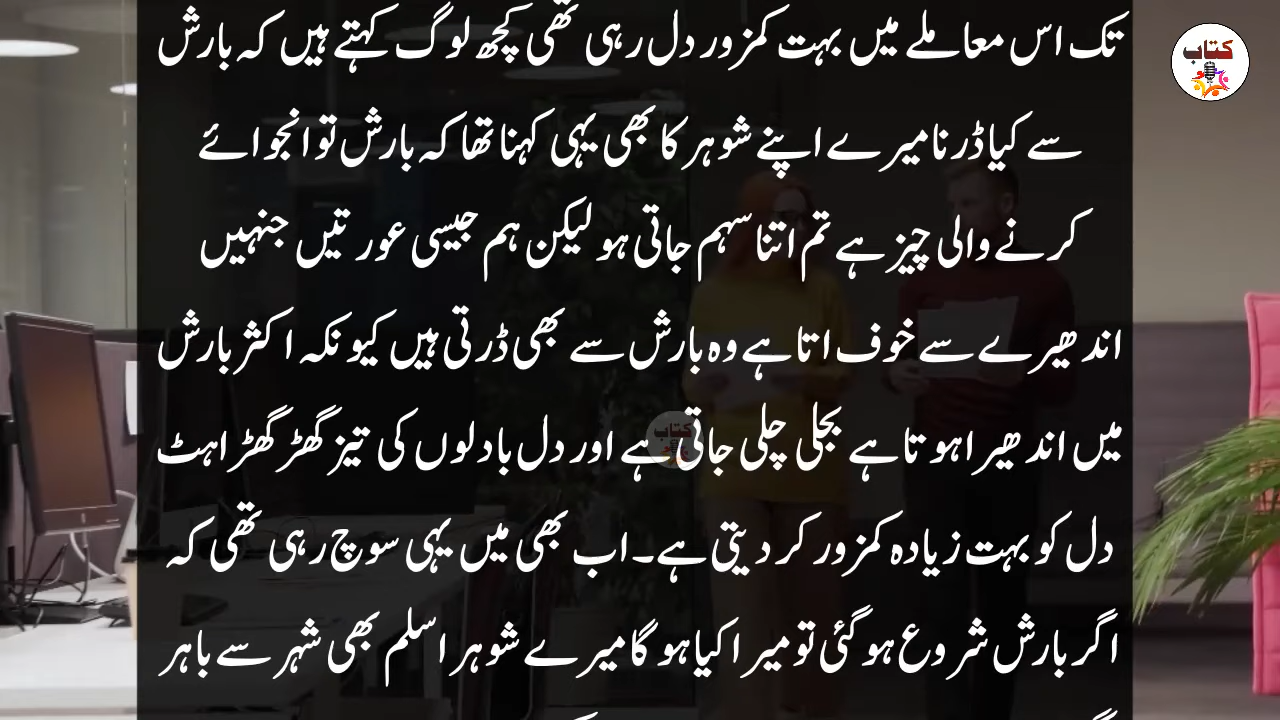 تک اس معاملے میں بہت کمزور دل رہی تھی کچھ لوگ کہتے ہیں کہ بارش
سے کیا ڈرنا میرے اپنے شوہر کا بھی یہی کہنا تھا کہ بارش تو انجوائے
کرنے والی چیز ہے تم اتنا سہم جاتی ہو لیکن ہم جیسی عورتیں جنہیں
اندھیرے سے خوف اتا ہے وہ بارش سے بھی ڈرتی ہیں کیونکہ اکثر بارش
میں اندھیرا ہوتا ہے بجلی چلی جاتی ہے اور دل بادلوں کی تیز گھڑ گھڑاہٹ
دل کو بہت زیادہ کمزور کر دیتی ہے۔ اب بھی میں یہی سوچ رہی تھی کہ
اگر بارش شروع ہو گئی تو میرا کیا ہو گا میرے شوہر اسلم بھی شہر سے باہر
کتاب
کتاب